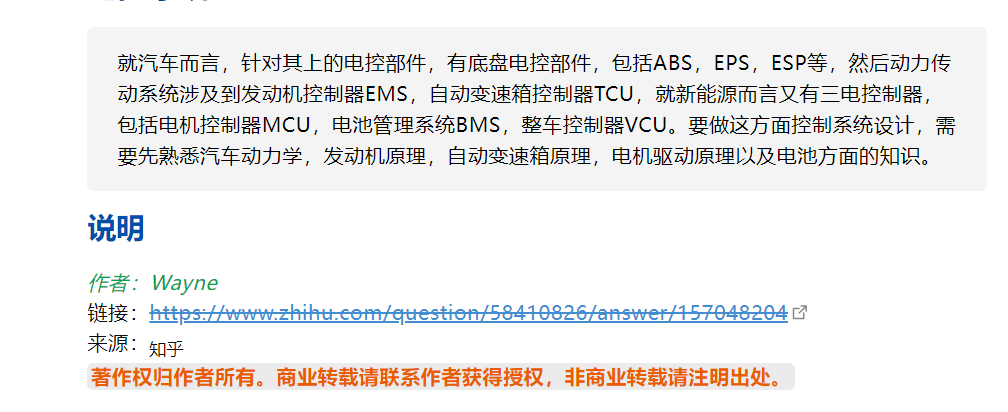 就汽车而言，针对其上的电控部件，有底盘电控部件，包括ABS，EPS，ESP等，然后动力传
动系统涉及到发动机控制器EMS，自动变速箱控制器TCU，就新能源而言又有三电控制器，
包括电机控制器MCU，电池管理系统BMS，整车控制器VCU。要做这方面控制系统设计，需
要先熟悉汽车动力学，发动机原理，自动变速箱原理，电机驱动原理以及电池方面的知识。
说明
作者：Wayne
链接：https://www.zhihu.com/question/58410826/answer/157048204
来源：知乎
著作权归作者所有。商业转载请联系作者获得授权，非商业转载请注明出处。